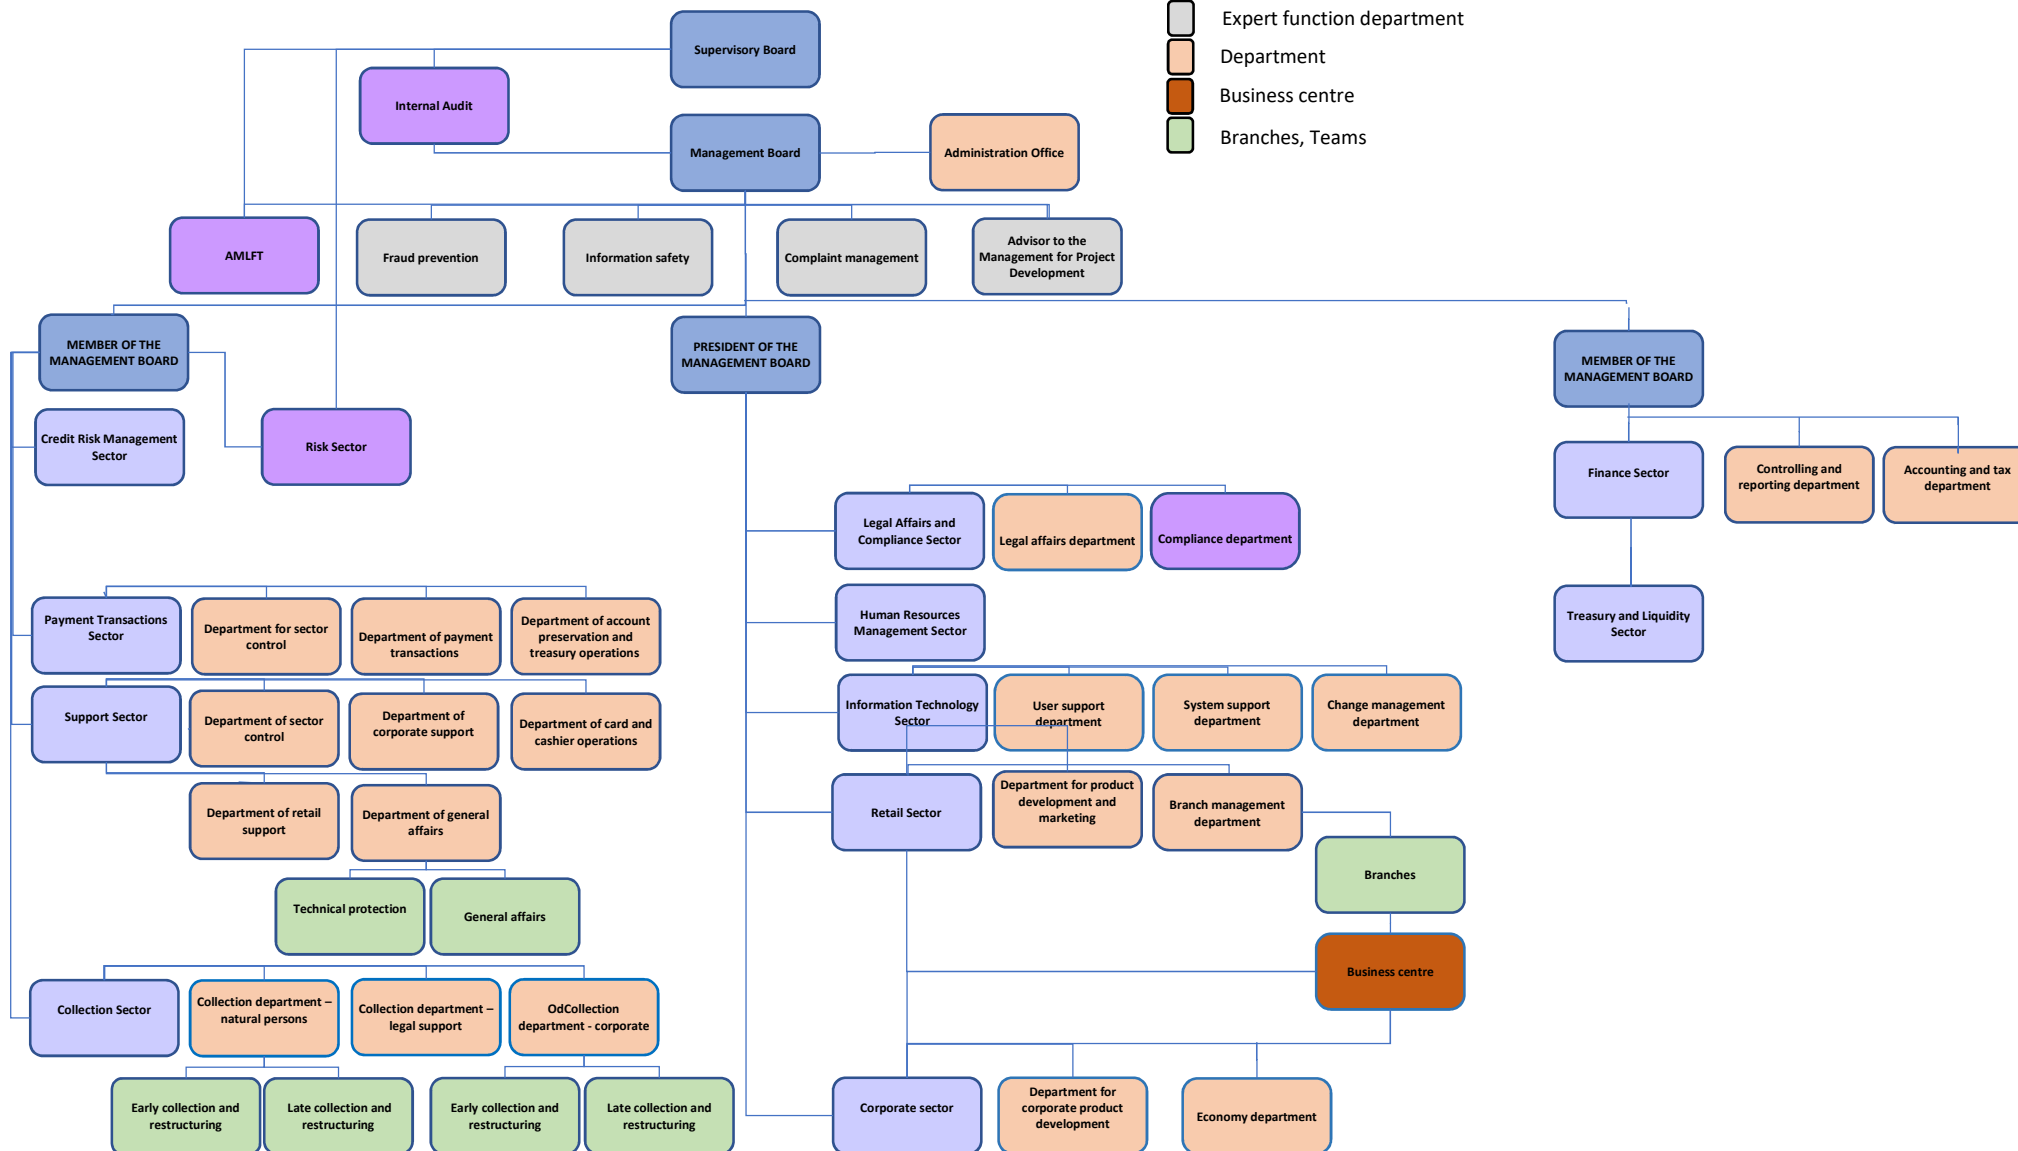 Expert function department
Department
Business centre
Branches, Teams
Supervisory Board
Internal Audit
Management Board
Administration Office
AMLFT
Fraud prevention
Information safety
Complaint management
Advisor to the
Management for Project
Development
MEMBER OF THE
MANAGEMENT BOARD
PRESIDENT OF THE
MANAGEMENT BOARD
MEMBER OF THE
MANAGEMENT BOARD
Credit Risk Management
Sector
Risk Sector
Finance Sector
Controlling and
reporting department
Accounting and tax
department
Legal Affairs and
Compliance Sector
Legal affairs department
Compliance department
Payment Transactions
Sector
Department for sector
control
Department of payment
transactions
Department of account
preservation and
treasury operations
Human Resources
Management Sector
Treasury and Liquidity
Sector
Support Sector
Department of sector
control
Department of
corporate support
Department of card and
cashier operations
Information Technology
Sector
User support
department
System support
department
Change management
department
Department of retail
support
Department of general
affairs
Retail Sector
Department for product
development and
marketing
Branch management
department
Technical protection
General affairs
Branches
Business centre
Collection Sector
Collection department –
natural persons
Collection department –
legal support
OdCollection
department - corporate
Early collection and
restructuring
Late collection and
restructuring
Early collection and
restructuring
Late collection and
restructuring
Corporate sector
Department for
corporate product
development
Economy department